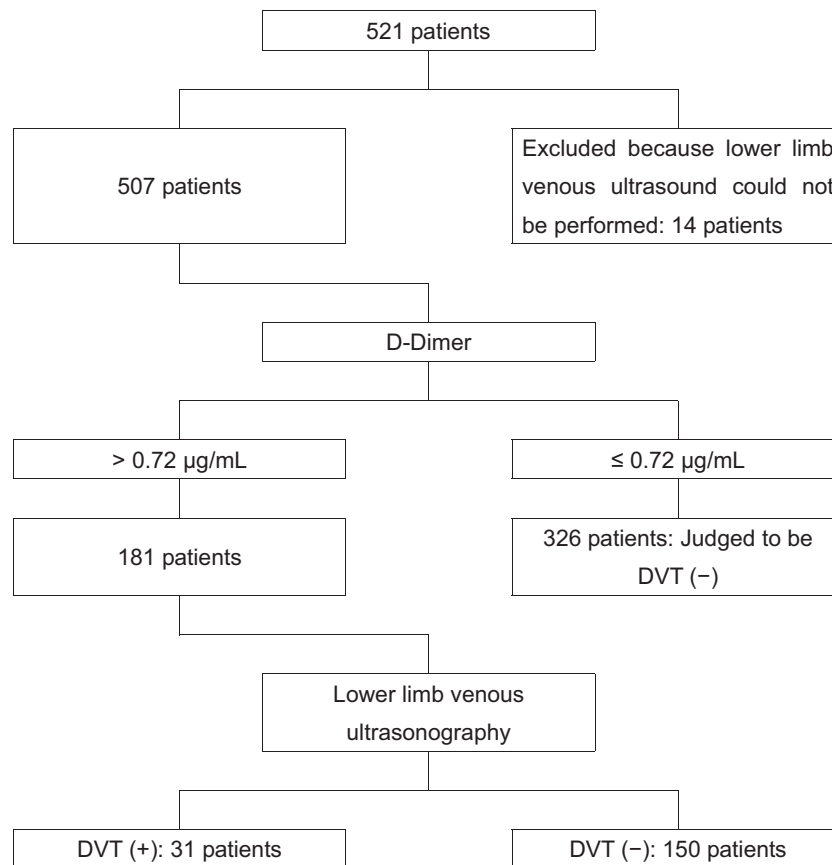 521 patients
507 patients
Excluded because lower limb
venous ultrasound could not
be performed: 14 patients
D-Dimer
> 0.72 µg/mL
≤ 0.72 µg/mL
181 patients
326 patients: Judged to be
DVT (−)
Lower limb venous
ultrasonography
DVT (+): 31 patients
DVT (−): 150 patients